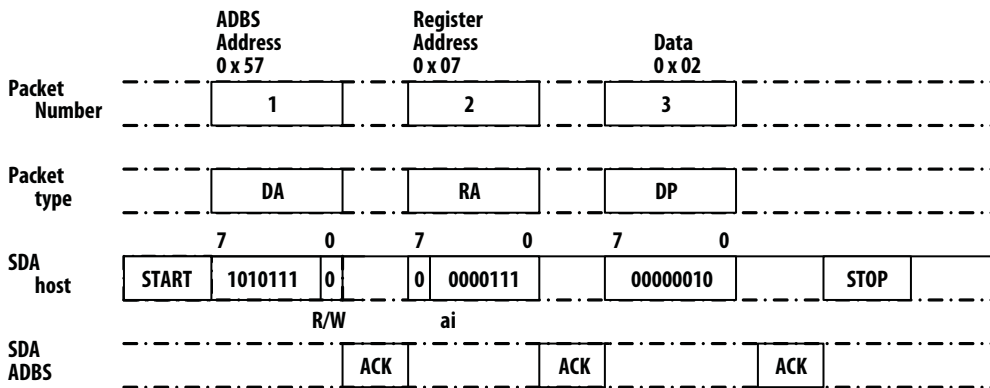 ADBS Address 0 x 57
Register Address 0 x 07
Data 0 x 02
Packet Number 1 2 3
Packet type DA RA DP
7 0 7 0 7 0
SDA host START 1010111 0 0 0000111 00000010 STOP
R/W ai
SDA ADBS ACK ACK ACK